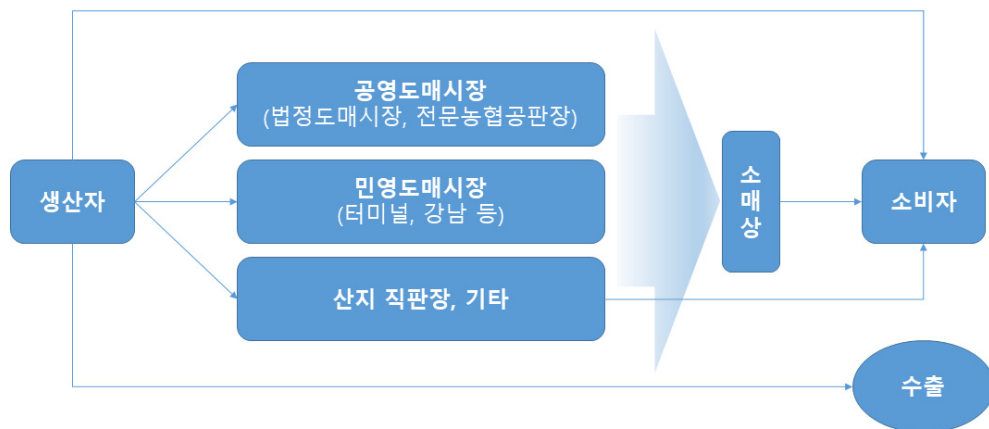 공영도매시장
(법정도매시장, 전문농협공판장)
생산자
민영도매시장
(터미널, 강남 등)
산지 직판장, 기타
소
매
상
소비자
수출